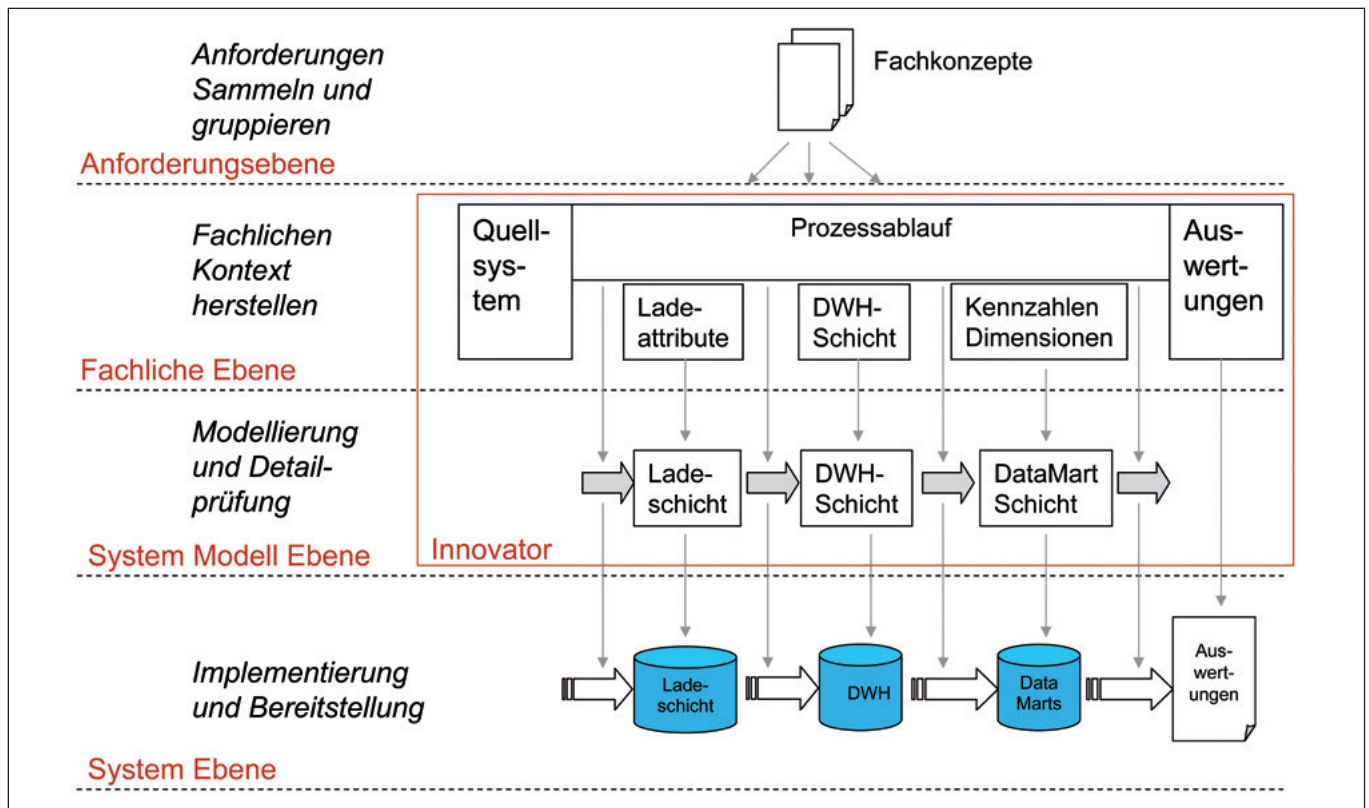 Anforderungen
Sammeln und
gruppieren
Fachkonzepte
Anforderungsebene
Fachlichen
Kontext
herstellen
Quell-
sys-
tem
Prozessablauf
Aus-
wert-
ungen
Lade-
attribute
DWH-
Schicht
Kennzahlen
Dimensionen
Fachliche Ebene
Modellierung
und Detail-
prüfung
Lade-
schicht
DWH-
Schicht
DataMart
Schicht
System Modell Ebene
Innovator
Implementierung
und Bereitstellung
Lade-
schicht
DWH
Data
Marts
Aus-
wert-
ungen
System Ebene